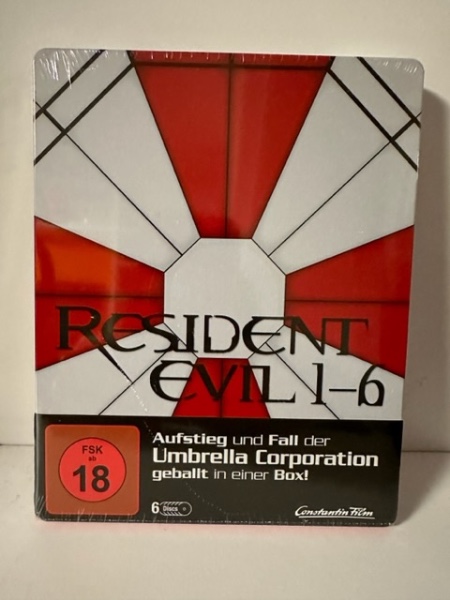 RESIDENT
EVIL 1–6
FSK
ab
18
Aufstieg und Fall der
Umbrella Corporation
geballt in einer Box!
6 Discs
Constantin Film